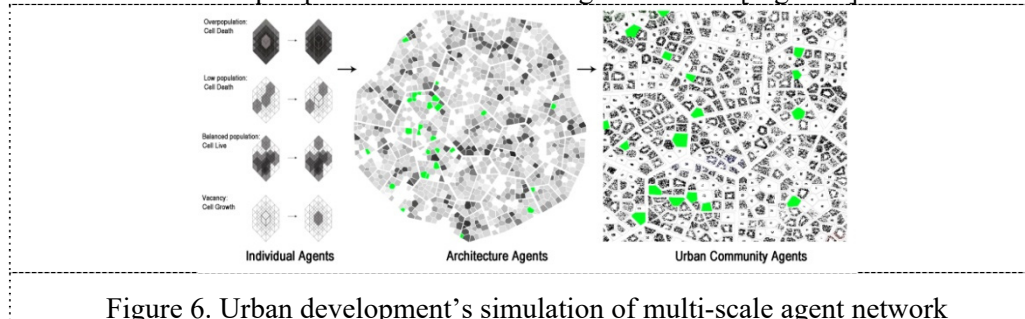 Overpopulation:
Cell Death
Low population:
Cell Death
Balanced population:
Cell Live
Vacancy:
Cell Growth
Individual Agents
Architecture Agents
Urban Community Agents
Figure 6. Urban development’s simulation of multi-scale agent network